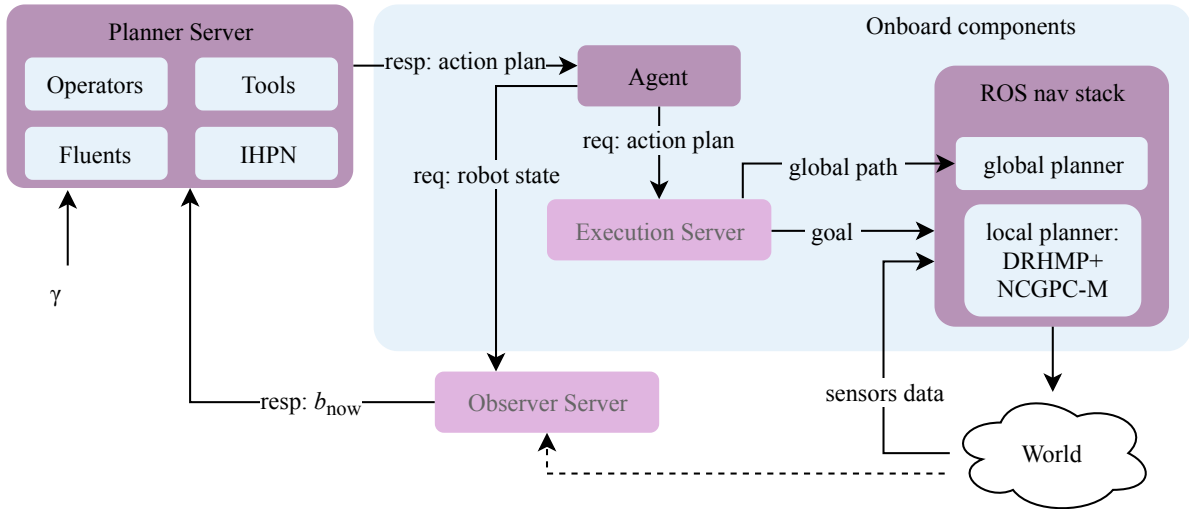 Planner Server
Operators
Tools
Fluents
IHPN
γ
resp: action plan
Onboard components
Agent
req: action plan
req: robot state
Execution Server
global path
goal
ROS nav stack
global planner
local planner:
DRHMP+
NCGPC-M
resp: b_now
Observer Server
sensors data
World